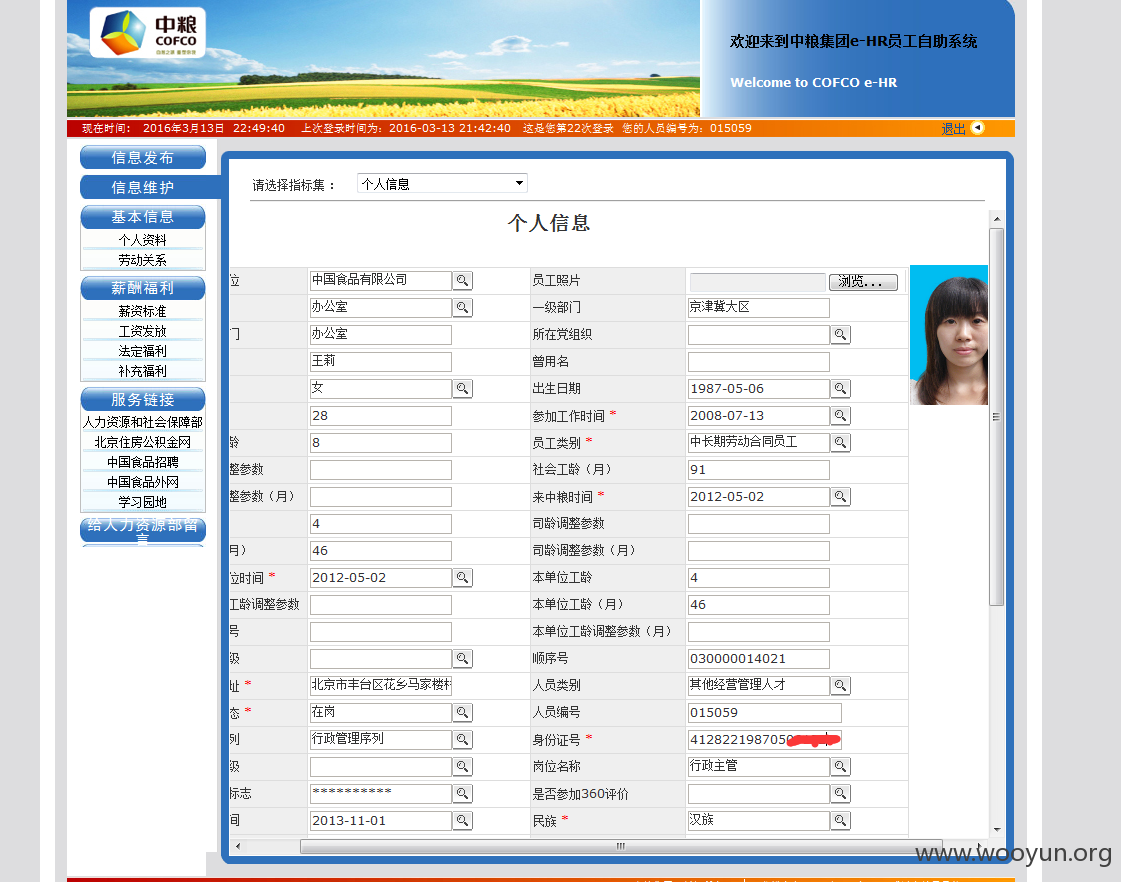 中粮
COFCO
欢迎来到中粮集团e-HR员工自助系统
Welcome to COFCO e-HR
现在时间: 2016年3月13日 22:49:40 上次登录时间为: 2016-03-13 21:42:40 这是您第22次登录 您的人员编号为: 015059 退出
信息发布
信息维护
基本信息
个人资料
劳动关系
薪酬福利
薪资标准
工资发放
法定福利
补充福利
服务链接
人力资源和社会保障部
北京住房公积金网
中国食品招聘
中国食品外网
学习园地
给人力资源部留言
请选择指标集： 个人信息
个人信息
位 中国食品有限公司 员工照片 浏览...
办公室 一级部门 京津冀大区
门 办公室 所在党组织
王莉 曾用名
女 出生日期 1987-05-06
28 参加工作时间 * 2008-07-13
龄 8 员工类别 * 中长期劳动合同员工
整参数 社会工龄（月） 91
整参数（月） 来中粮时间 * 2012-05-02
4 司龄调整参数
月） 46 司龄调整参数（月）
位时间 * 2012-05-02 本单位工龄 4
工龄调整参数 本单位工龄（月） 46
号 本单位工龄调整参数（月）
级 顺序号 030000014021
址 * 北京市丰台区花乡马家楼村 人员类别 其他经营管理人才
态 * 在岗 人员编号 015059
列 行政管理序列 身份证号 * 4128221987050
级 岗位名称 行政主管
标志 ********** 是否参加360评价
间 2013-11-01 民族 * 汉族
www.wooyun.org